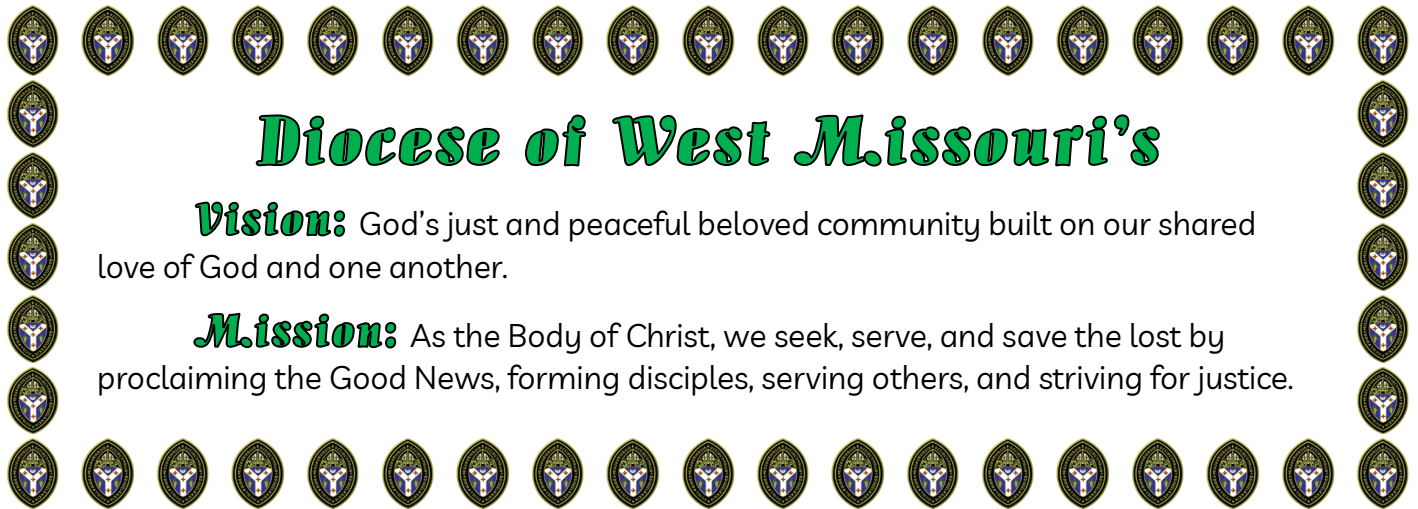 Diocese of West Missouri’s
Vision: God’s just and peaceful beloved community built on our shared
love of God and one another.
Mission: As the Body of Christ, we seek, serve, and save the lost by
proclaiming the Good News, forming disciples, serving others, and striving for justice.